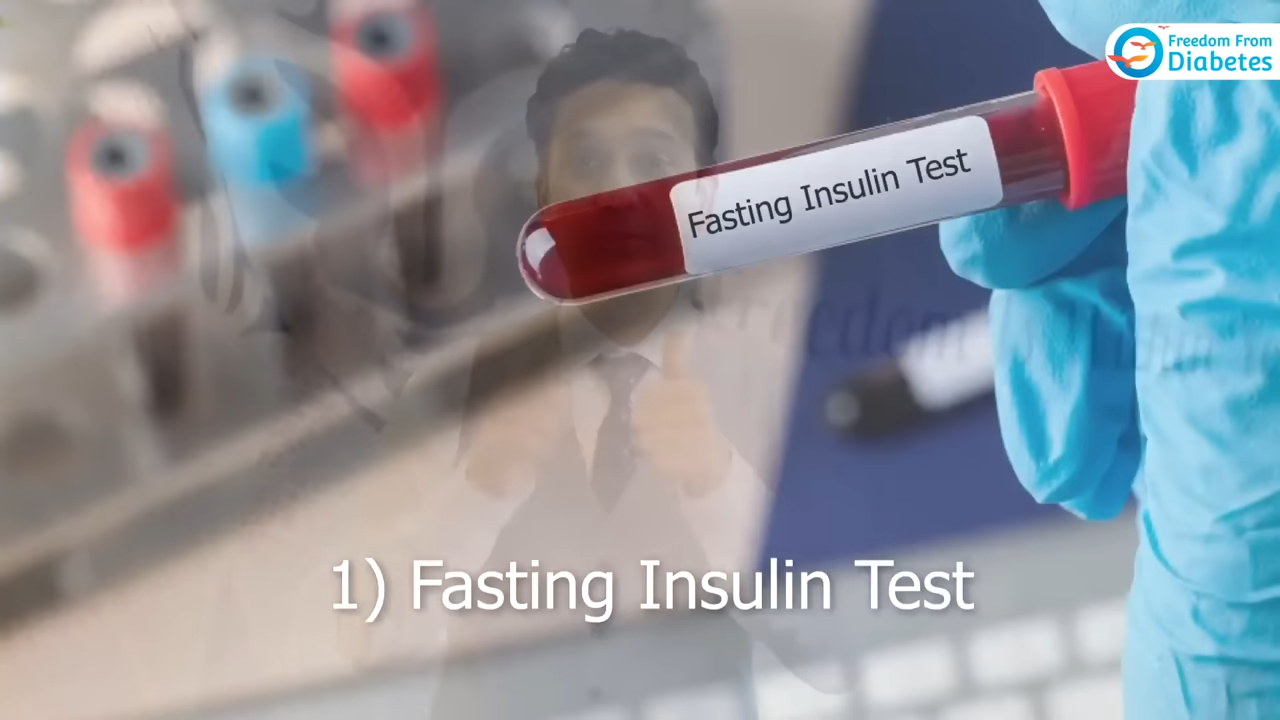 Freedom From
Diabetes
Fasting Insulin Test
1) Fasting Insulin Test